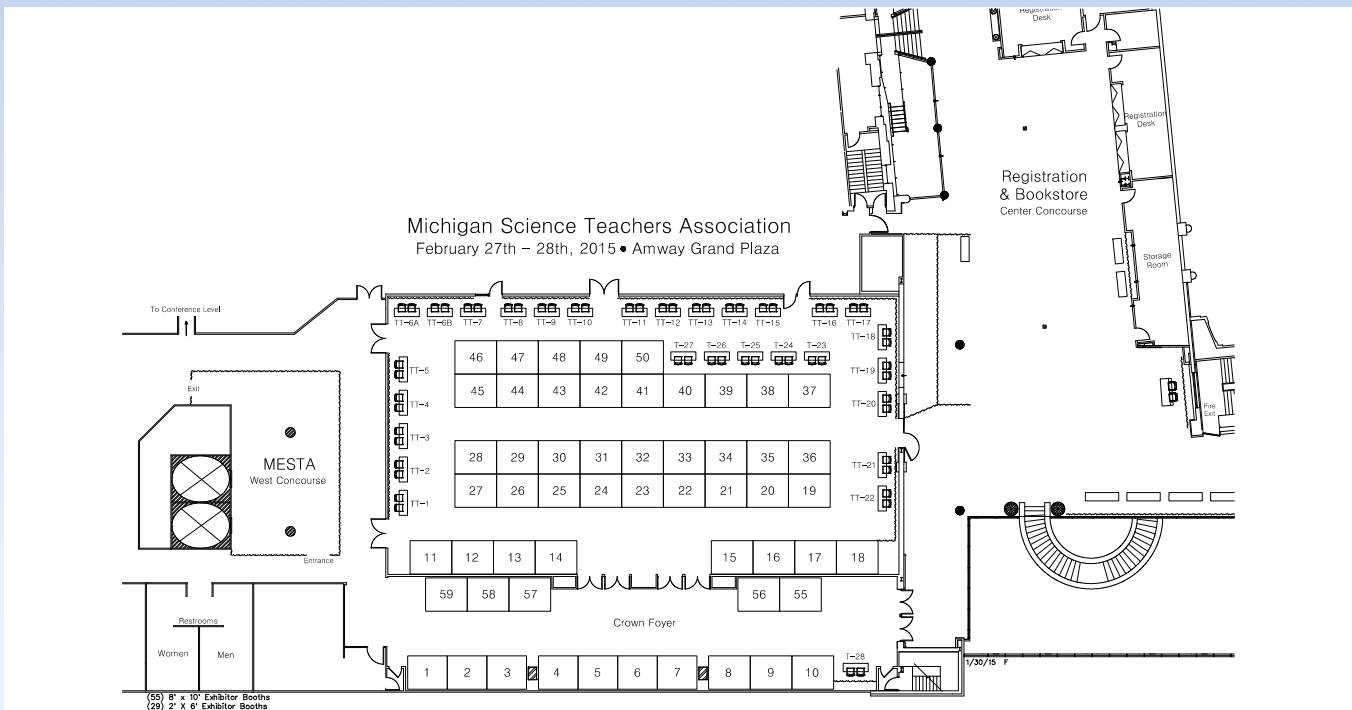 Registration
Desk
Registration
Desk
Registration
& Bookstore
Center Concourse
Michigan Science Teachers Association
February 27th – 28th, 2015 • Amway Grand Plaza
Storage
Room
To Conference Level
TT-6A TT-6B TT-7 TT-8 TT-9 TT-10 TT-11 TT-12 TT-13 TT-14 TT-15 TT-16 TT-17
TT-18
T-27 T-26 T-25 T-24 T-23
46 47 48 49 50
TT-5 TT-19
Exit
45 44 43 42 41 40 39 38 37
TT-4 TT-20
Fire
Exit
TT-3
28 29 30 31 32 33 34 35 36
MESTA
West Concourse
TT-2 TT-21
27 26 25 24 23 22 21 20 19
TT-1 TT-22
Entrance
11 12 13 14 15 16 17 18
59 58 57 56 55
Restrooms
Crown Foyer
Women Men
T-28
1/30/15 F
1 2 3 4 5 6 7 8 9 10
(55) 8' x 10' Exhibitor Booths
(29) 2' X 6' Exhibitor Booths